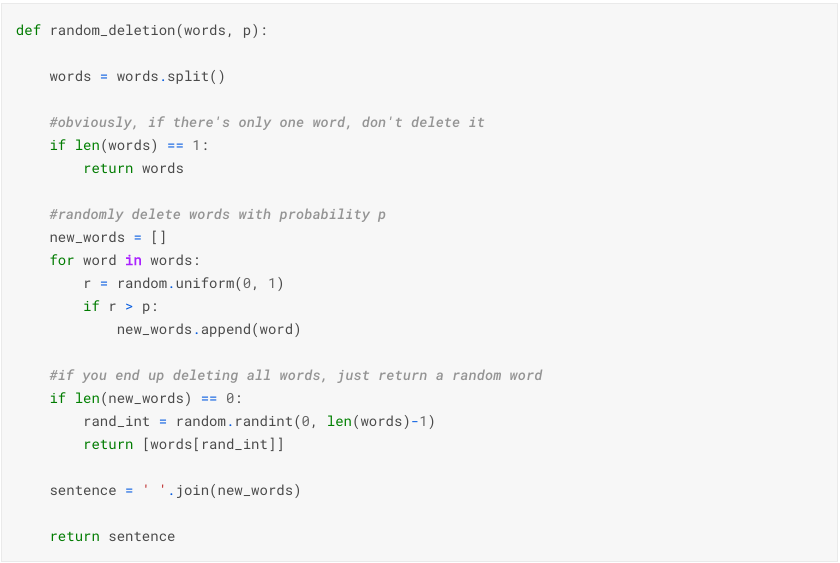 def random_deletion(words, p):
    words = words.split()
    #obviously, if there's only one word, don't delete it
    if len(words) == 1:
        return words
    #randomly delete words with probability p
    new_words = []
    for word in words:
        r = random.uniform(0, 1)
        if r > p:
            new_words.append(word)
    #if you end up deleting all words, just return a random word
    if len(new_words) == 0:
        rand_int = random.randint(0, len(words)-1)
        return [words[rand_int]]
    sentence = ' '.join(new_words)
    return sentence